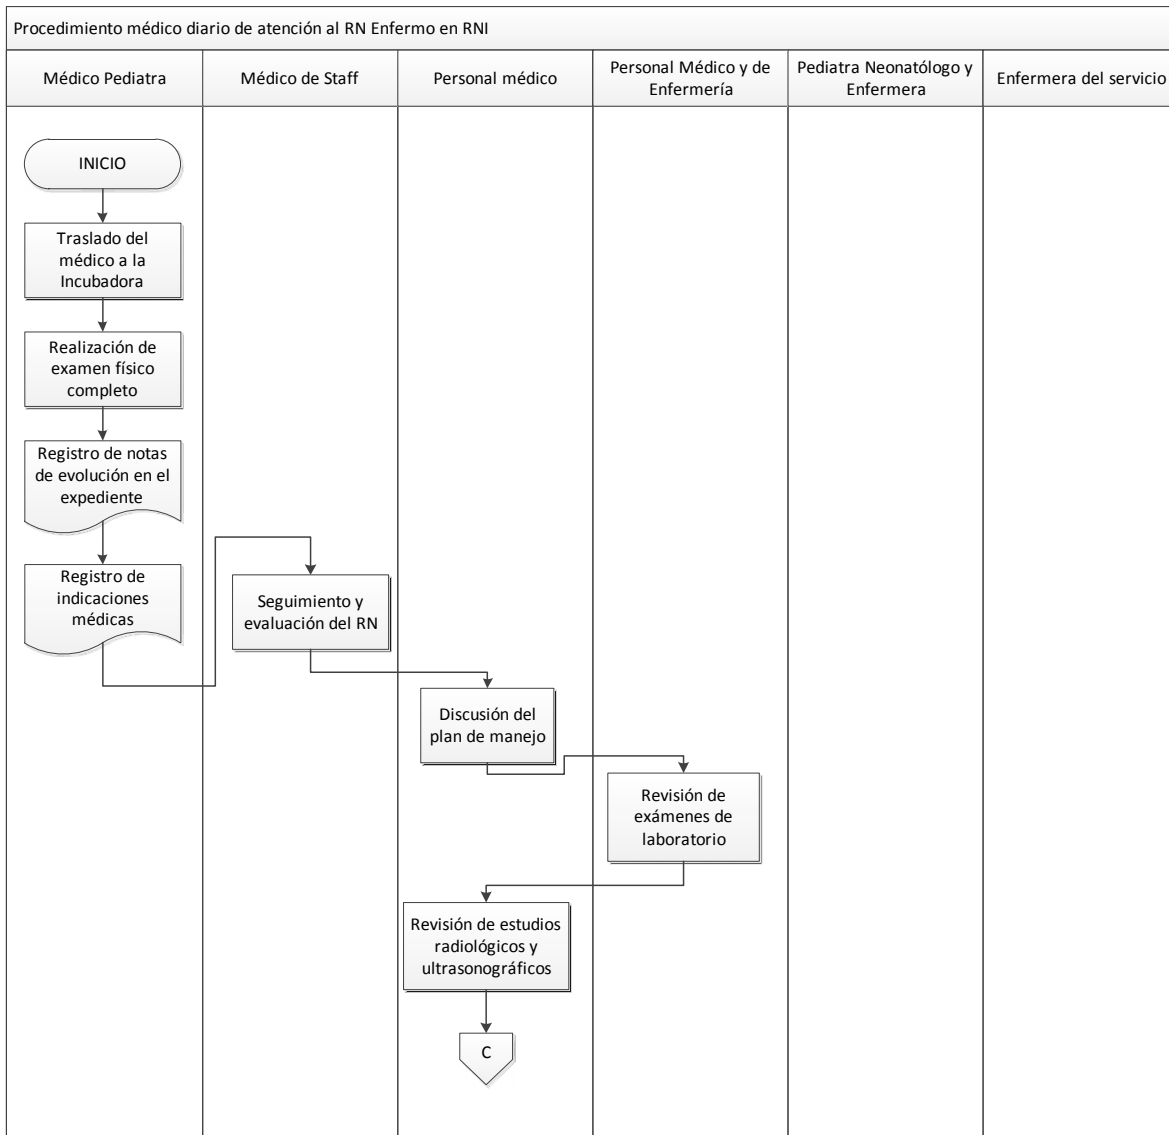 Procedimiento médico diario de atención al RN Enfermo en RNI
Médico Pediatra
Médico de Staff
Personal médico
Personal Médico y de
Enfermería
Pediatra Neonatólogo y
Enfermera
Enfermera del servicio
INICIO
Traslado del
médico a la
Incubadora
Realización de
examen físico
completo
Registro de notas
de evolución en el
expediente
Registro de
indicaciones
médicas
Seguimiento y
evaluación del RN
Discusión del
plan de manejo
Revisión de
exámenes de
laboratorio
Revisión de estudios
radiológicos y
ultrasonográficos
C